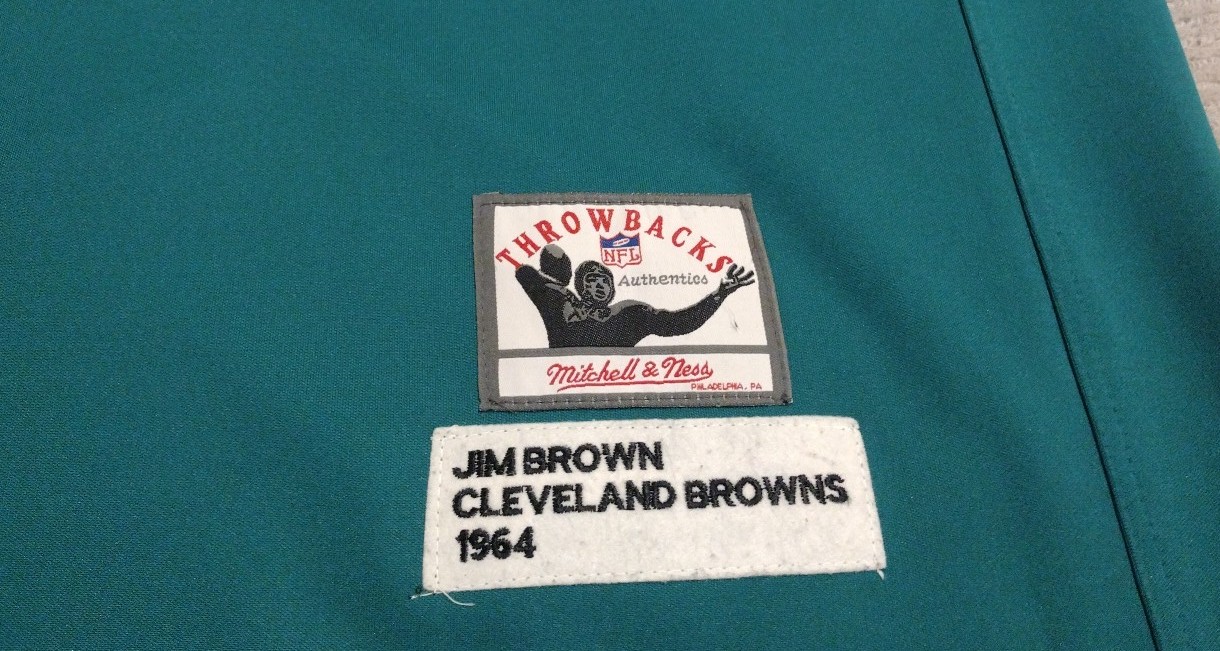 THROWBACKS
NFL
Authentics
Mitchell & Ness
PHILADELPHIA, PA
JIM BROWN
CLEVELAND BROWNS
1964